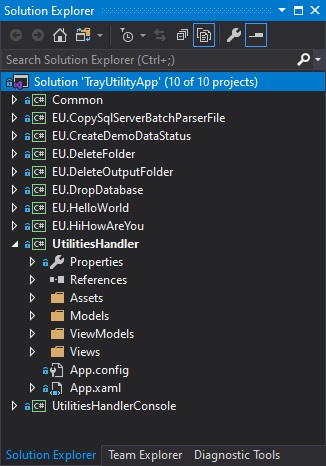 Solution Explorer
Search Solution Explorer (Ctrl+;)
Solution 'TrayUtilityApp' (10 of 10 projects)
C# Common
C# EU.CopySqlServerBatchParserFile
C# EU.CreateDemoDataStatus
C# EU.DeleteFolder
C# EU.DeleteOutputFolder
C# EU.DropDatabase
C# EU.HelloWorld
C# EU.HiHowAreYou
C# UtilitiesHandler
Properties
References
Assets
Models
ViewModels
Views
App.config
App.xaml
C# UtilitiesHandlerConsole
Solution Explorer Team Explorer Diagnostic Tools